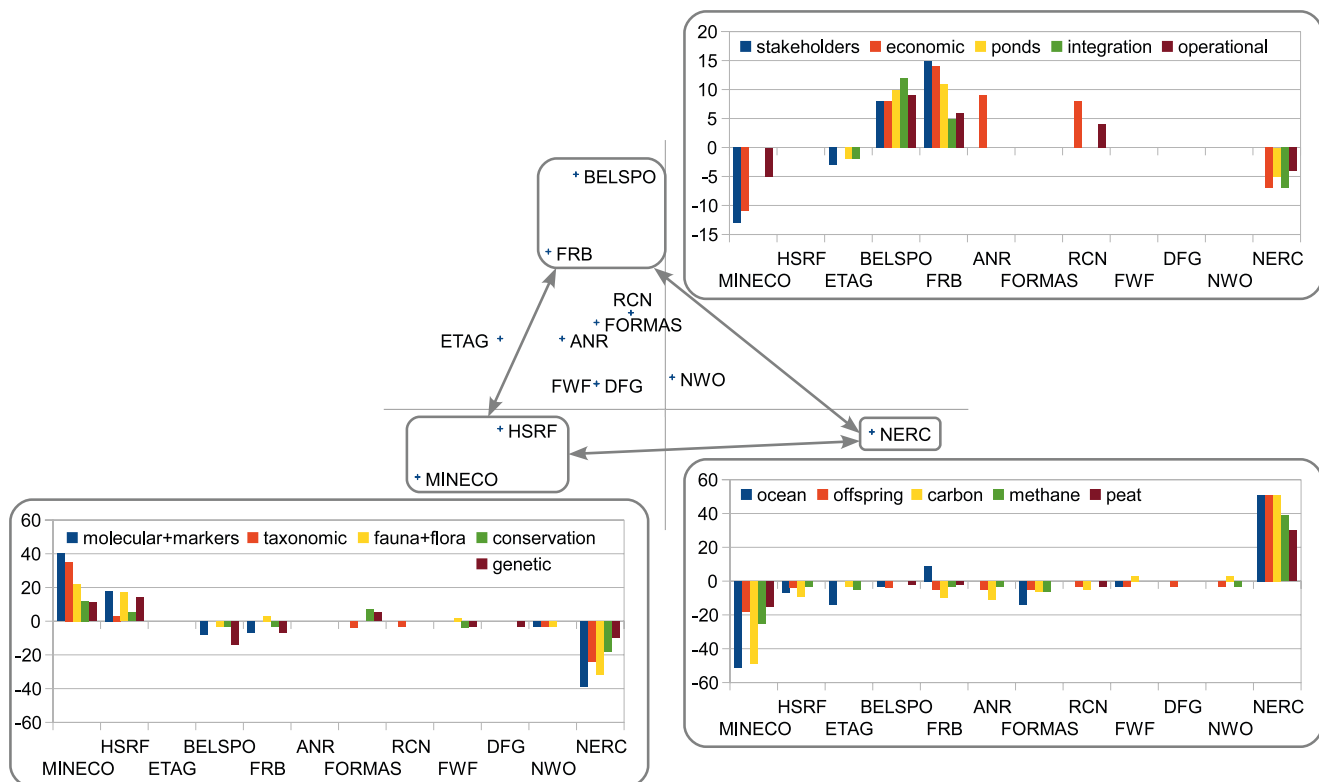 20
15
10
5
0
-5
-10
-15
stakeholders economic ponds integration operational
HSRF BELSPO ANR RCN DFG NERC
MINECO ETAG FRB FORMAS FWF NWO
BELSPO
FRB
RCN
FORMAS
ETAG ANR
FWF DFG NWO
HSRF
NERC
MINECO
60
40
20
0
-20
-40
-60
molecular+markers taxonomic fauna+flora conservation
genetic
HSRF BELSPO ANR RCN DFG NERC
MINECO ETAG FRB FORMAS FWF NWO
60
40
20
0
-20
-40
-60
ocean offspring carbon methane peat
HSRF BELSPO ANR RCN DFG NERC
MINECO ETAG FRB FORMAS FWF NWO